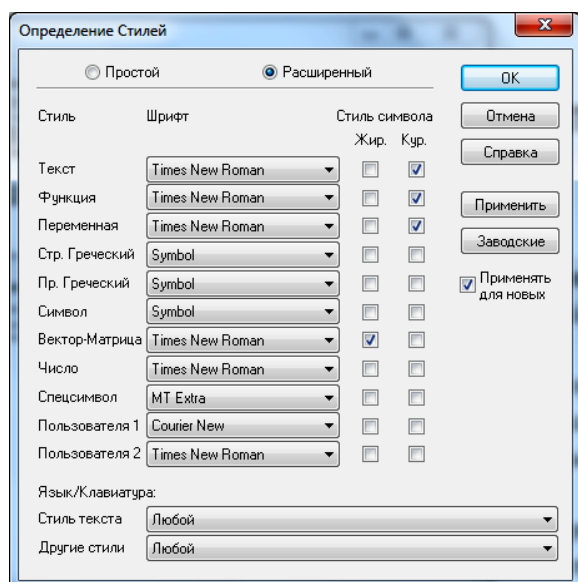 Определение Стилей
Простой Расширенный OK
Стиль Шрифт Стиль символа Отмена
Жир. Кур.
Справка
Текст Times New Roman
Функция Times New Roman
Применить
Переменная Times New Roman
Заводские
Стр. Греческий Symbol
Пр. Греческий Symbol Применять
для новых
Символ Symbol
Вектор-Матрица Times New Roman
Число Times New Roman
Спецсимвол MT Extra
Пользователя 1 Courier New
Пользователя 2 Times New Roman
Язык/Клавиатура:
Стиль текста Любой
Другие стили Любой